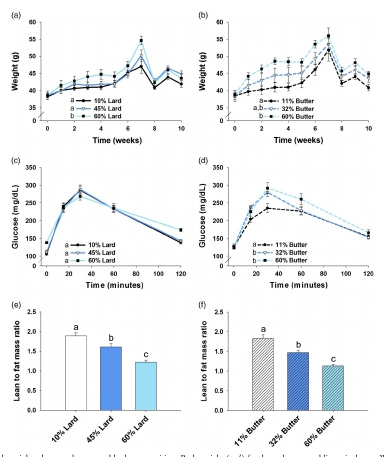 (a)
60
55
50
45
40
35
0
Weight (g)
a 10% Lard
a 45% Lard
b 60% Lard
0 2 4 6 8 10
Time (weeks)
(b)
60
55
50
45
40
35
0
Weight (g)
a 11% Butter
a,b 32% Butter
b 60% Butter
0 2 4 6 8 10
Time (weeks)
(c)
350
300
250
200
150
100
0
Glucose (mg/dL)
a 10% Lard
a 45% Lard
a 60% Lard
0 20 40 60 80 100 120
Time (minutes)
(d)
350
300
250
200
150
100
0
Glucose (mg/dL)
a 11% Butter
b 32% Butter
b 60% Butter
0 20 40 60 80 100 120
Time (minutes)
(e)
2.5
2.0
1.5
1.0
0.5
0.0
Lean to fat mass ratio
a
b
c
10% Lard
45% Lard
60% Lard
(f)
2.5
2.0
1.5
1.0
0.5
0.0
Lean to fat mass ratio
a
b
c
11% Butter
32% Butter
60% Butter